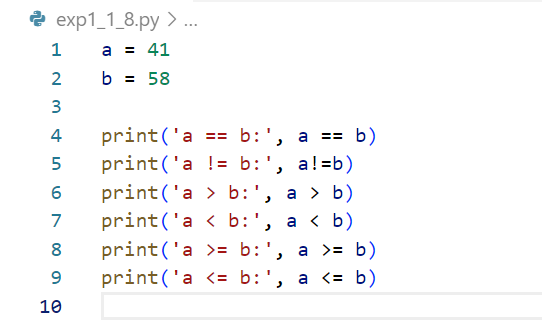 exp1_1_8.py > ...
1 a = 41
2 b = 58
3
4 print('a == b:', a == b)
5 print('a != b:', a!=b)
6 print('a > b:', a > b)
7 print('a < b:', a < b)
8 print('a >= b:', a >= b)
9 print('a <= b:', a <= b)
10